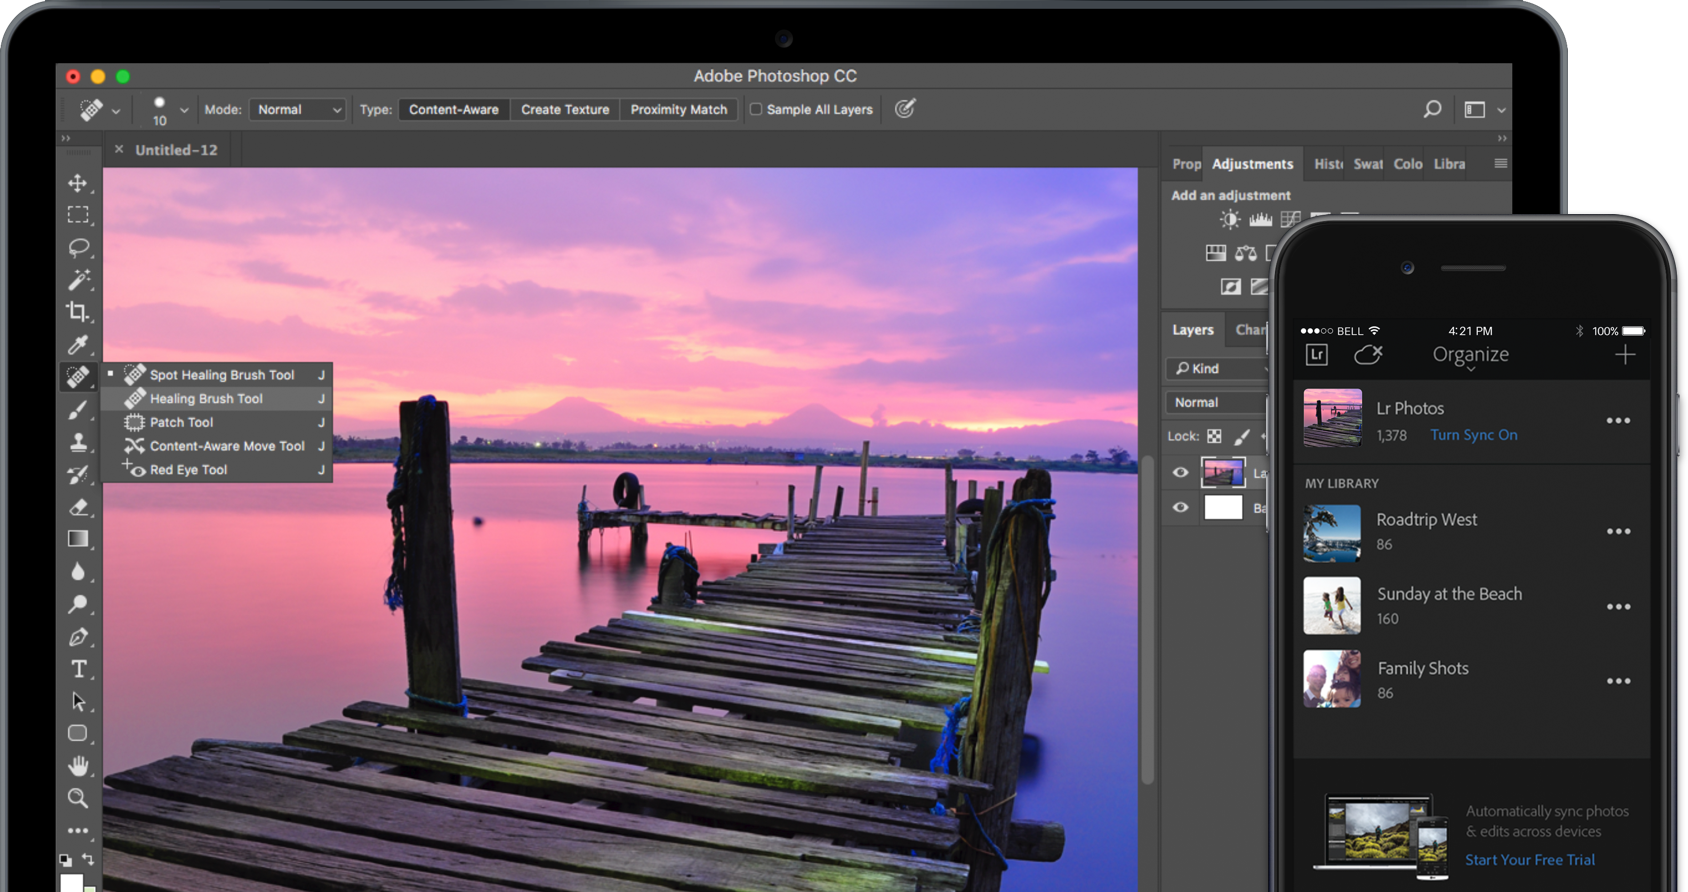 Adobe Photoshop CC
10
Mode: Normal
Type: Content-Aware Create Texture Proximity Match
Sample All Layers
× Untitled-12
Prop Adjustments Histo Swat Colo Libra
Add an adjustment
Spot Healing Brush Tool J
Healing Brush Tool J
Patch Tool J
Content-Aware Move Tool J
Red Eye Tool J
T
Layers Char
Kind
Normal
Lock:
La
Ba
BELL 4:21 PM 100%
Lr Organize
Lr Photos
1,378 Turn Sync On
MY LIBRARY
Roadtrip West
86
Sunday at the Beach
160
Family Shots
86
Automatically sync photos
& edits across devices
Start Your Free Trial